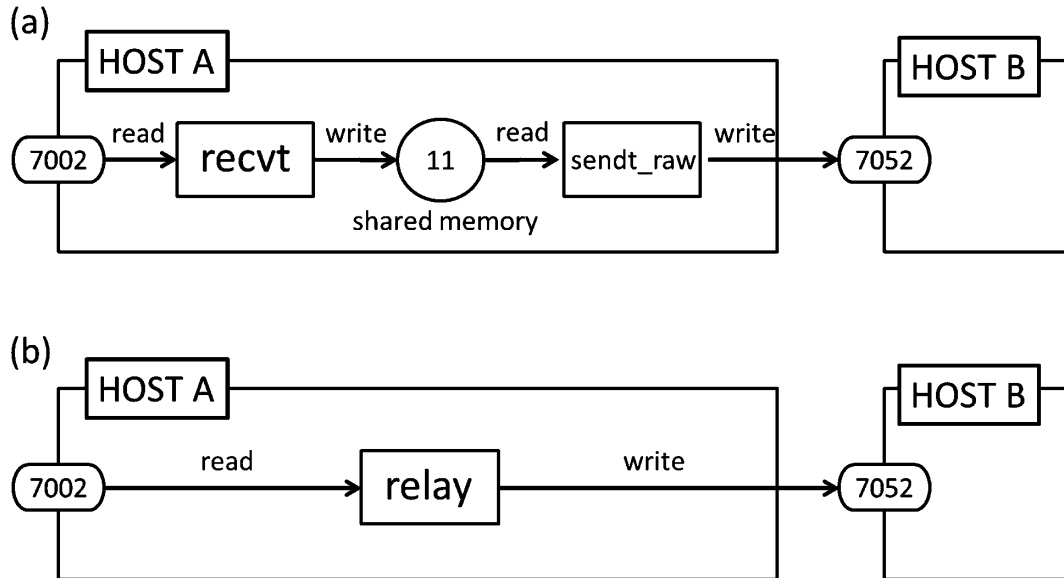 (a)
HOST A
HOST B
read
write
read
write
7002
recvt
11
sendt_raw
7052
shared memory
(b)
HOST A
HOST B
read
write
7002
relay
7052